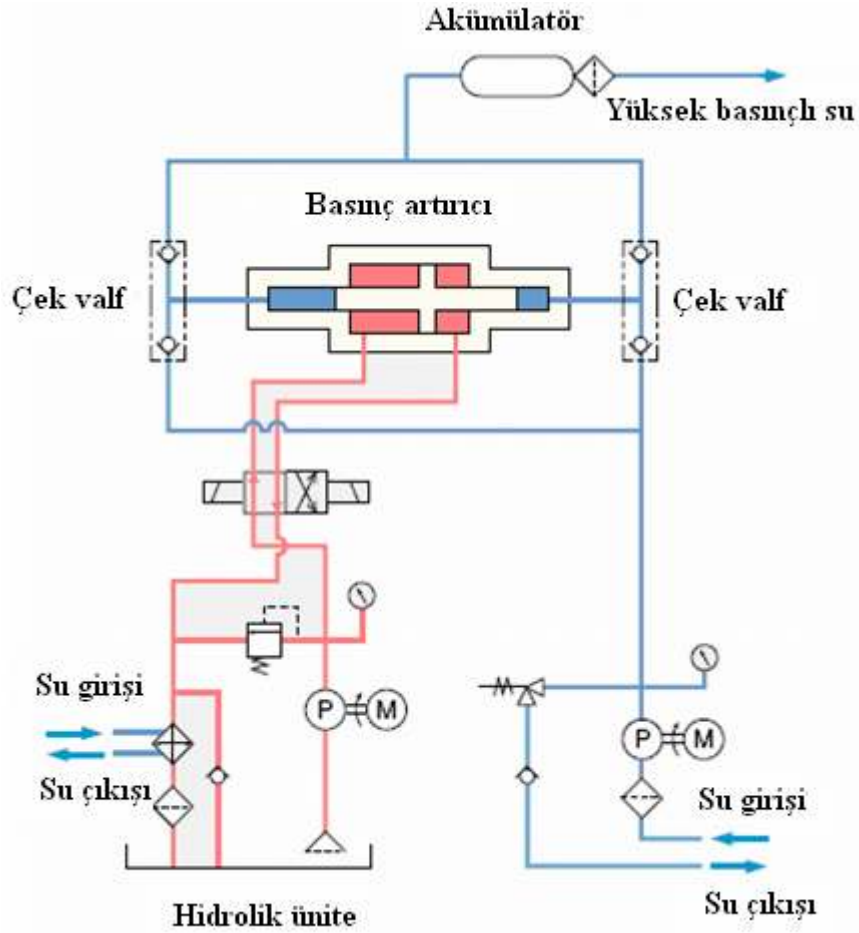 Akümülatör
Yüksek basınçlı su
Basınç artırıcı
Çek valf
Çek valf
P
M
Su girişi
Su çıkışı
P
M
Su girişi
Su çıkışı
Hidrolik ünite